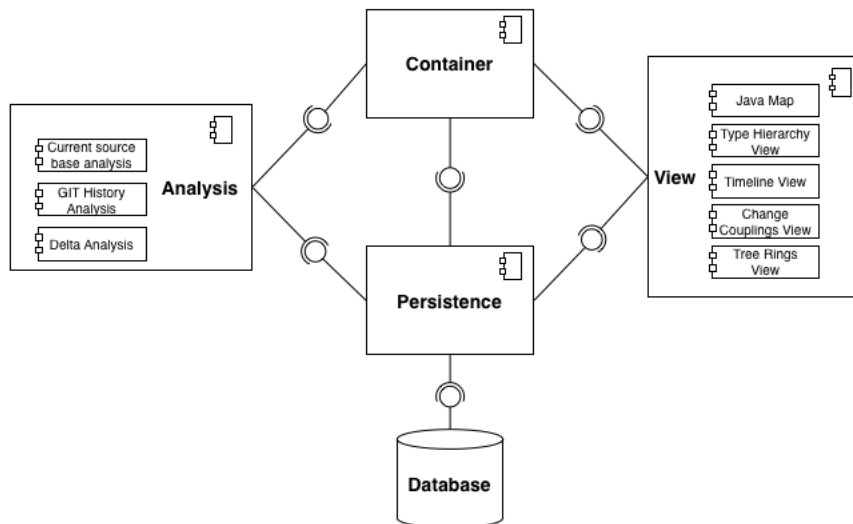 Container
Analysis
Current source
base analysis
GIT History
Analysis
Delta Analysis
View
Java Map
Type Hierarchy
View
Timeline View
Change
Couplings View
Tree Rings
View
Persistence
Database